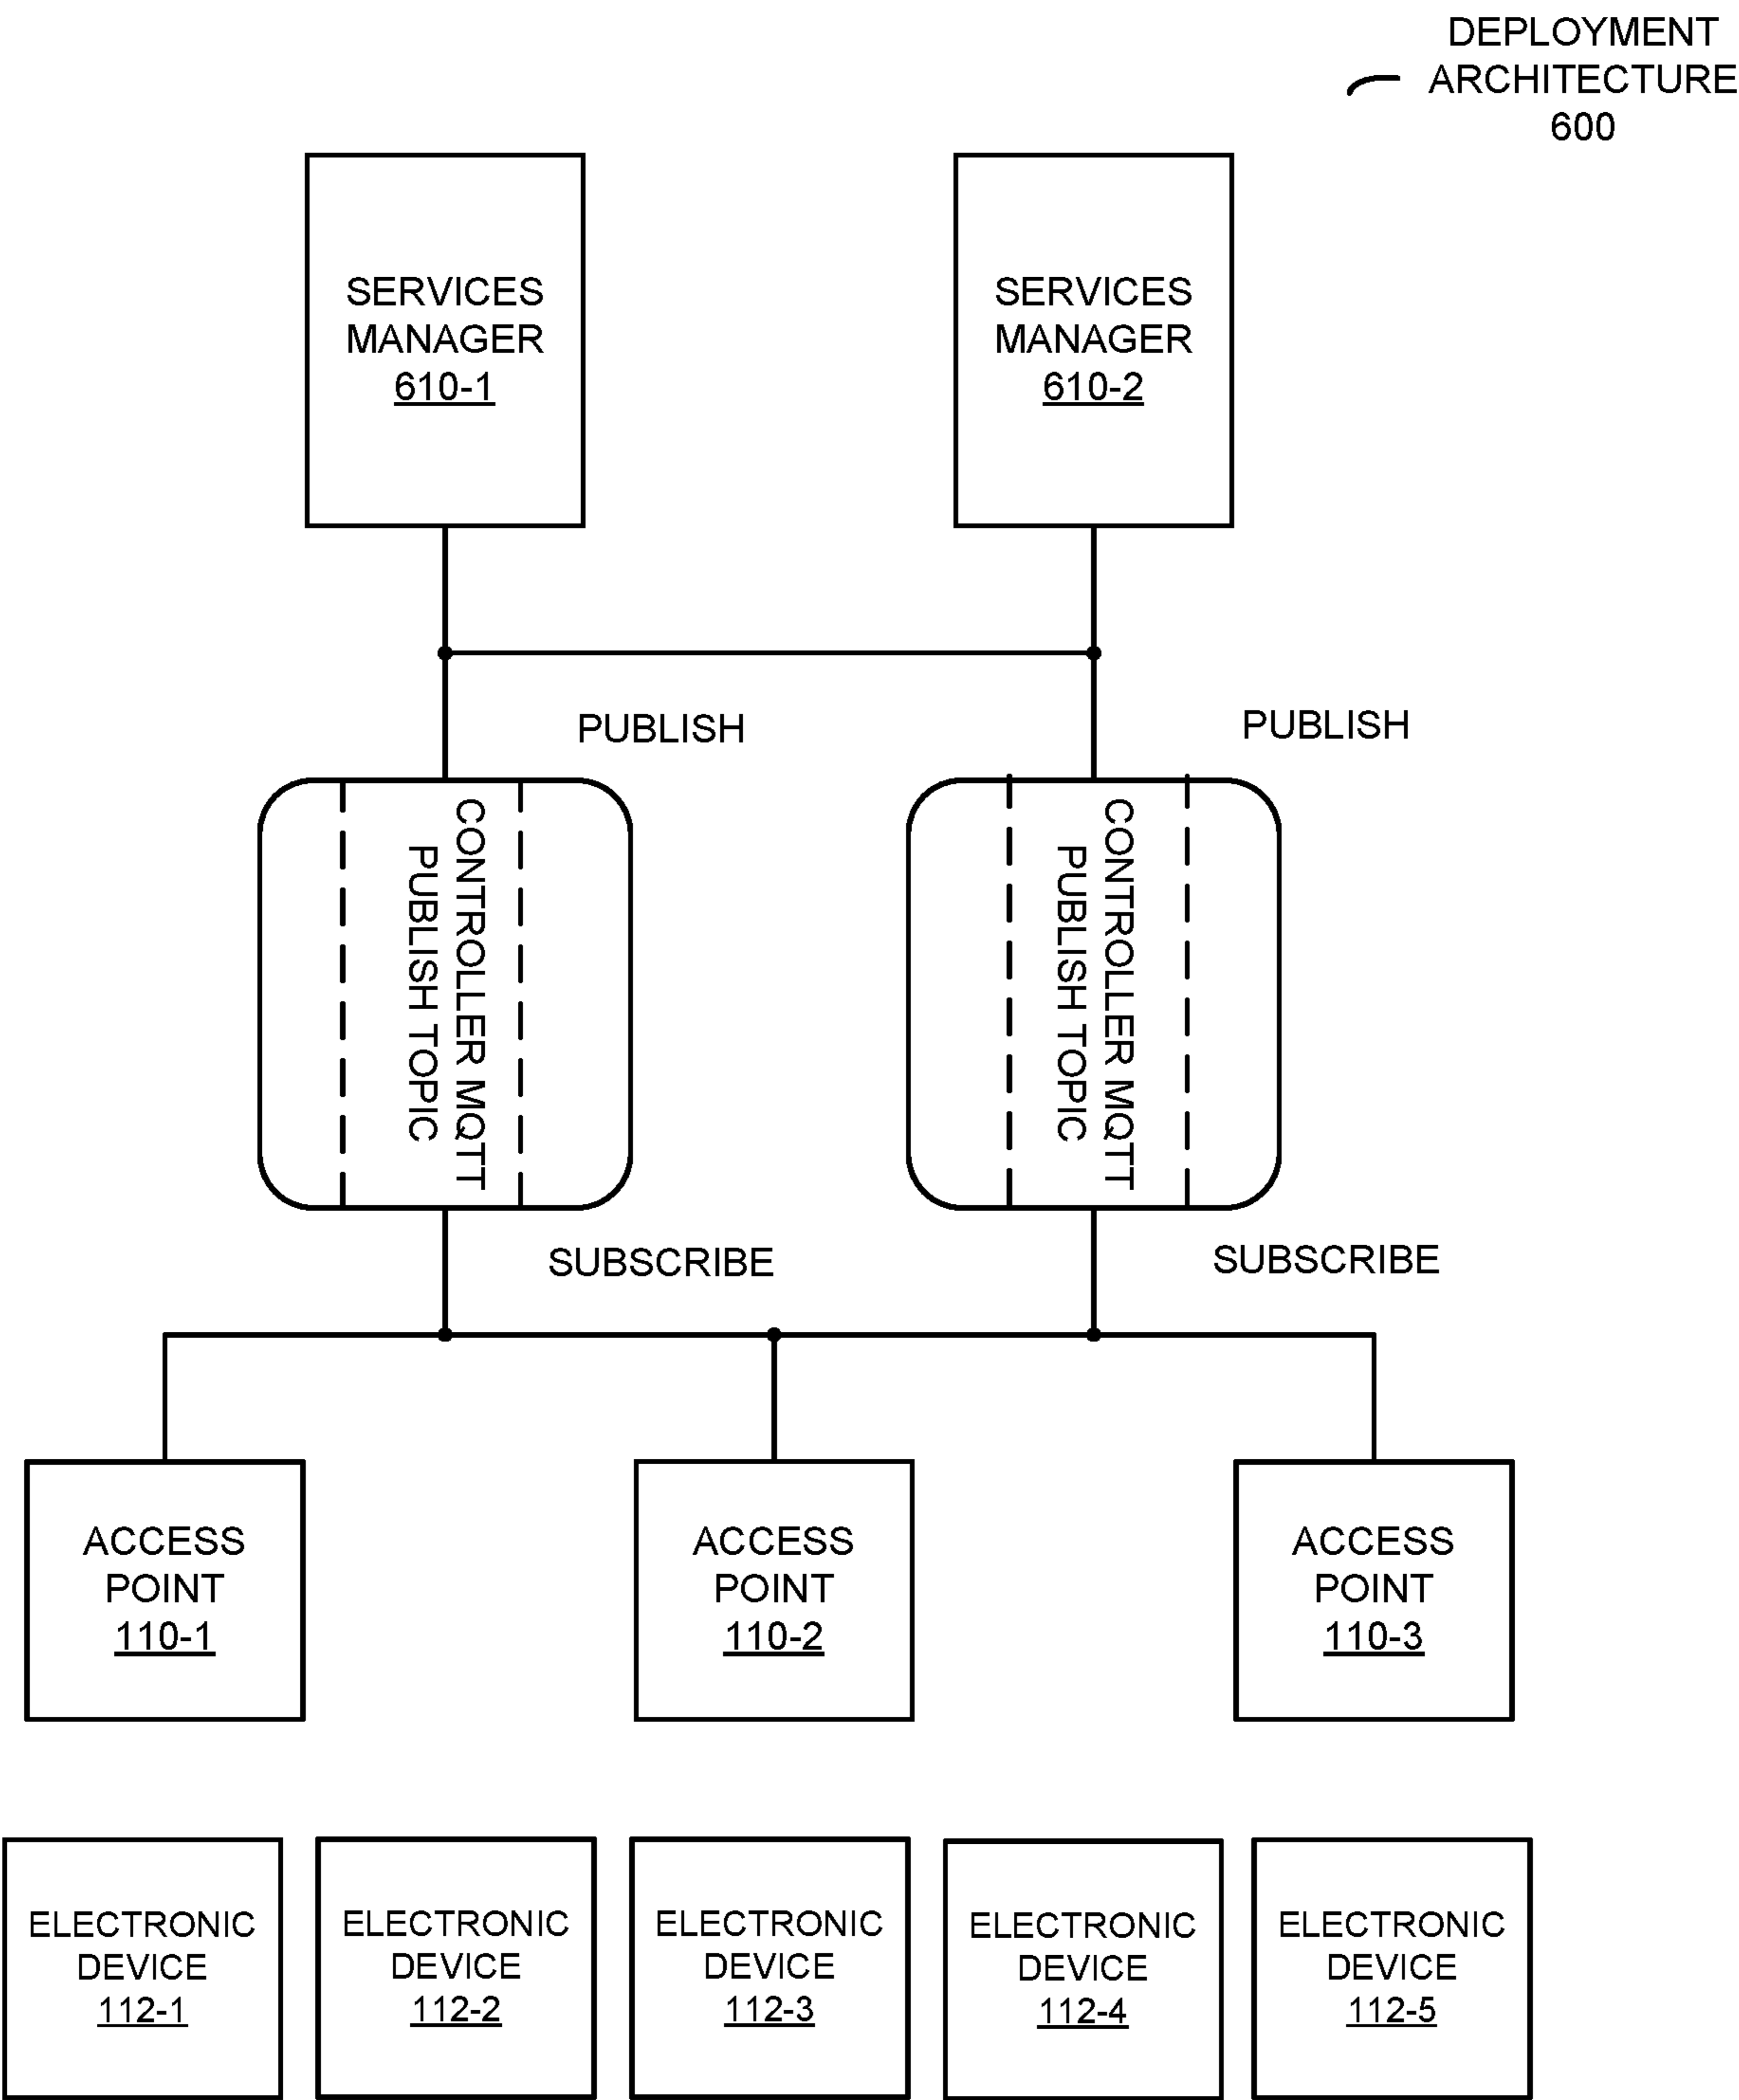 DEPLOYMENT
ARCHITECTURE
600
SERVICES
MANAGER
610-1
SERVICES
MANAGER
610-2
PUBLISH
PUBLISH
CONTROLLER MQTT
PUBLISH TOPIC
CONTROLLER MQTT
PUBLISH TOPIC
SUBSCRIBE
SUBSCRIBE
ACCESS
POINT
110-1
ACCESS
POINT
110-2
ACCESS
POINT
110-3
ELECTRONIC
DEVICE
112-1
ELECTRONIC
DEVICE
112-2
ELECTRONIC
DEVICE
112-3
ELECTRONIC
DEVICE
112-4
ELECTRONIC
DEVICE
112-5